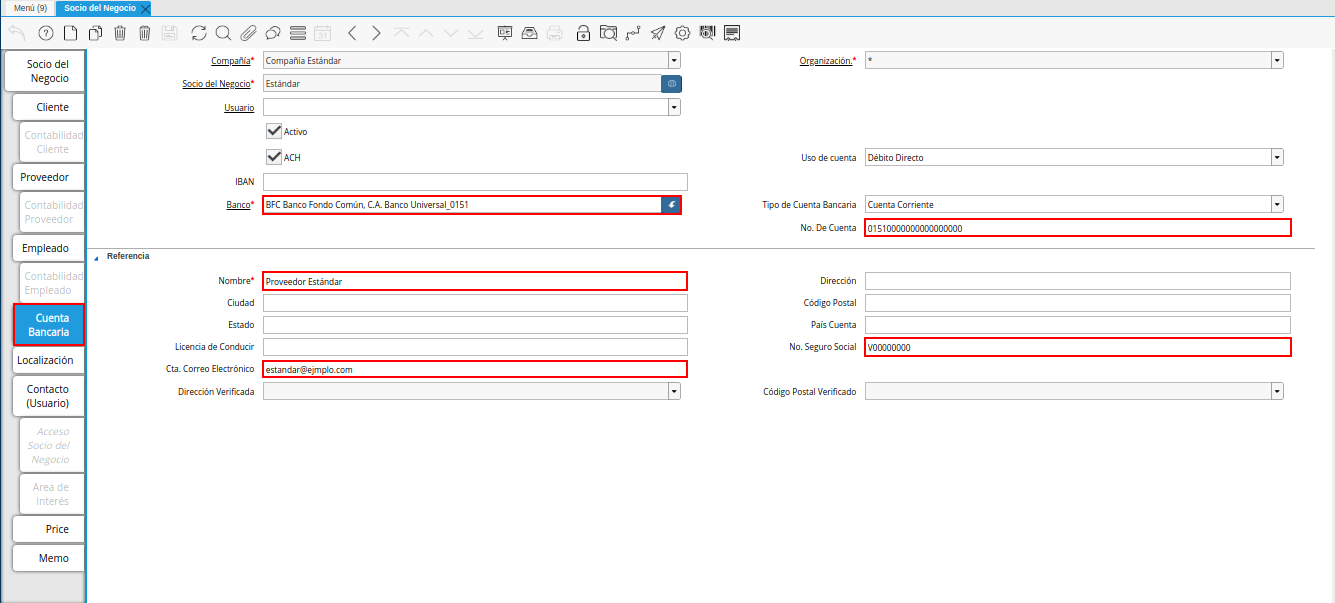 Menú (9)
Socio del Negocio
31
Socio del
Negocio
Cliente
Contabilidad
Cliente
Proveedor
Contabilidad
Proveedor
Empleado
Contabilidad
Empleado
Cuenta
Bancaria
Localización
Contacto
(Usuario)
Acceso
Socio del
Negocio
Area de
Interés
Price
Memo
Compañía* Compañía Estándar
Organización.* *
Socio del Negocio* Estándar
Usuario
Activo
ACH
Uso de cuenta Débito Directo
IBAN
Banco* BFC Banco Fondo Común, C.A. Banco Universal_0151
Tipo de Cuenta Bancaria Cuenta Corriente
No. De Cuenta 01510000000000000000
Referencia
Nombre* Proveedor Estándar
Dirección
Ciudad
Código Postal
Estado
País Cuenta
Licencia de Conducir
No. Seguro Social V00000000
Cta. Correo Electrónico estandar@ejmplo.com
Dirección Verificada
Código Postal Verificado